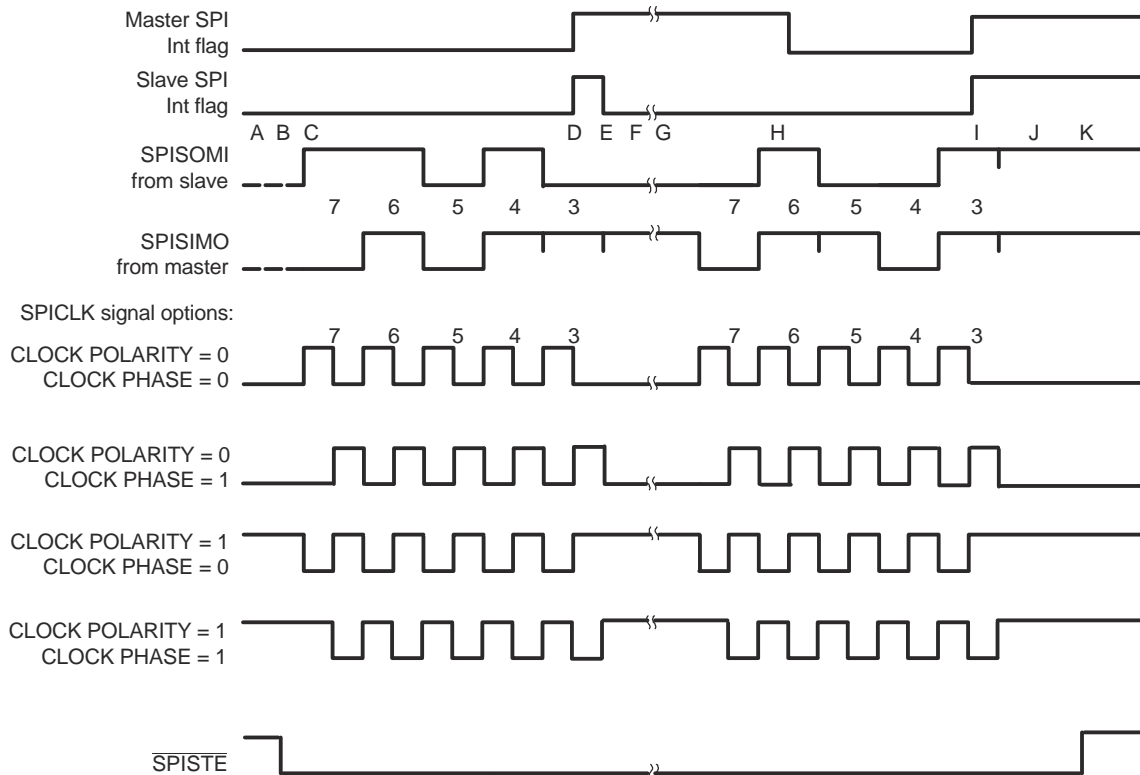 Master SPI
Int flag
Slave SPI
Int flag
A B C D E F G H I J K
SPISOMI
from slave
7 6 5 4 3 7 6 5 4 3
SPISIMO
from master
SPICLK signal options:
7 6 5 4 3 7 6 5 4 3
CLOCK POLARITY = 0
CLOCK PHASE = 0
CLOCK POLARITY = 0
CLOCK PHASE = 1
CLOCK POLARITY = 1
CLOCK PHASE = 0
CLOCK POLARITY = 1
CLOCK PHASE = 1
SPISTE